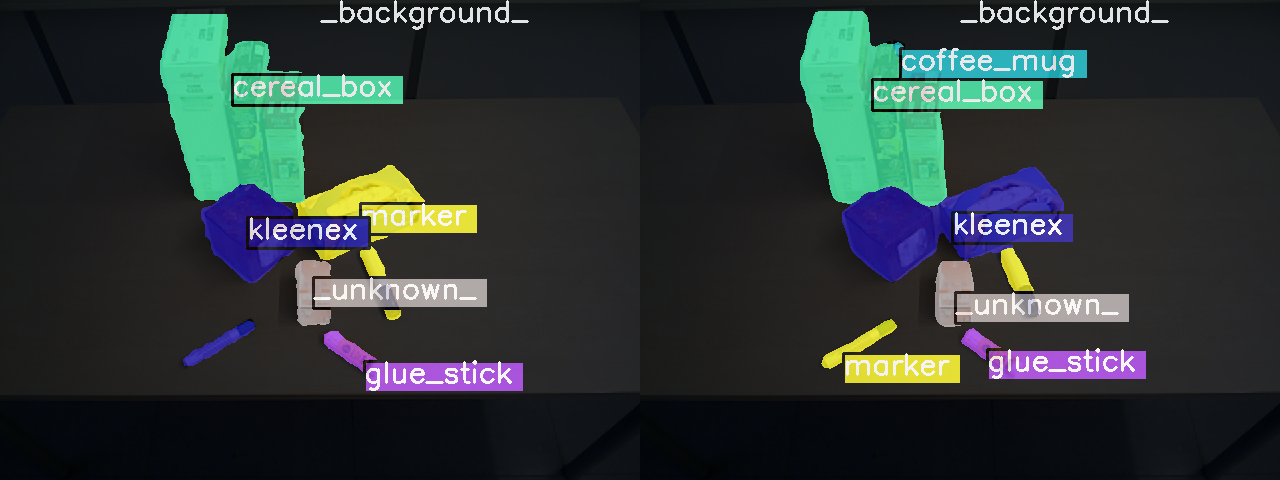 _background_
cereal_box
marker
kleenex
_unknown_
glue_stick
_background_
coffee_mug
cereal_box
kleenex
_unknown_
marker
glue_stick